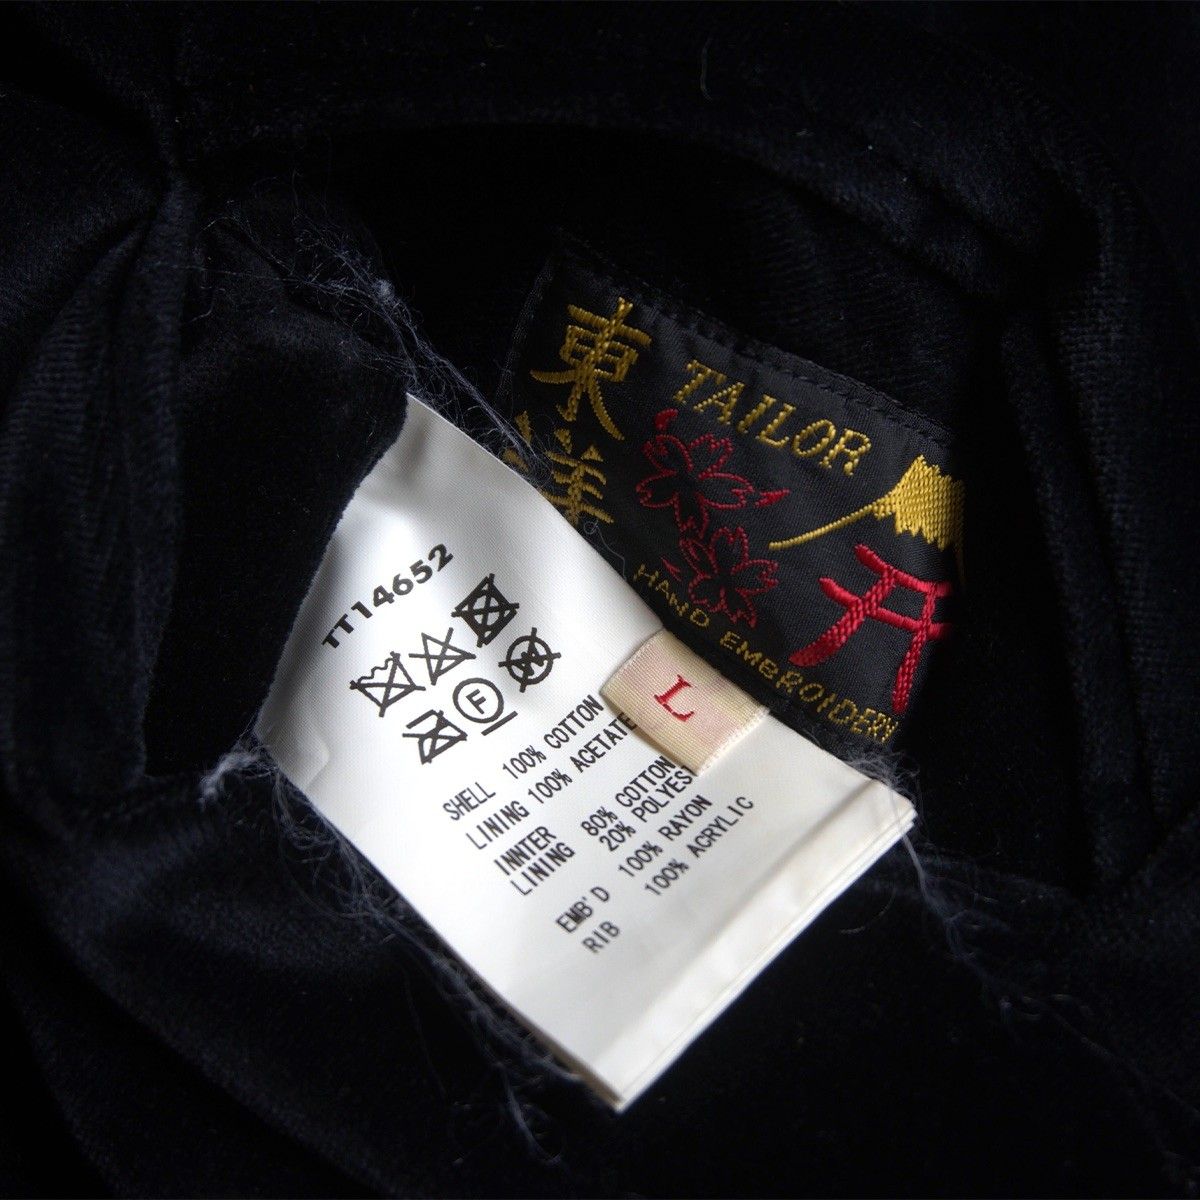 東洋
TAILOR
HAND EMBROIDERY
L
TT14652
F
W
SHELL 100% COTTON
LINING 100% ACETATE
INNTER 80% COTTON
LINING 20% POLYES
EMB'D 100% RAYON
RIB 100% ACRYLIC